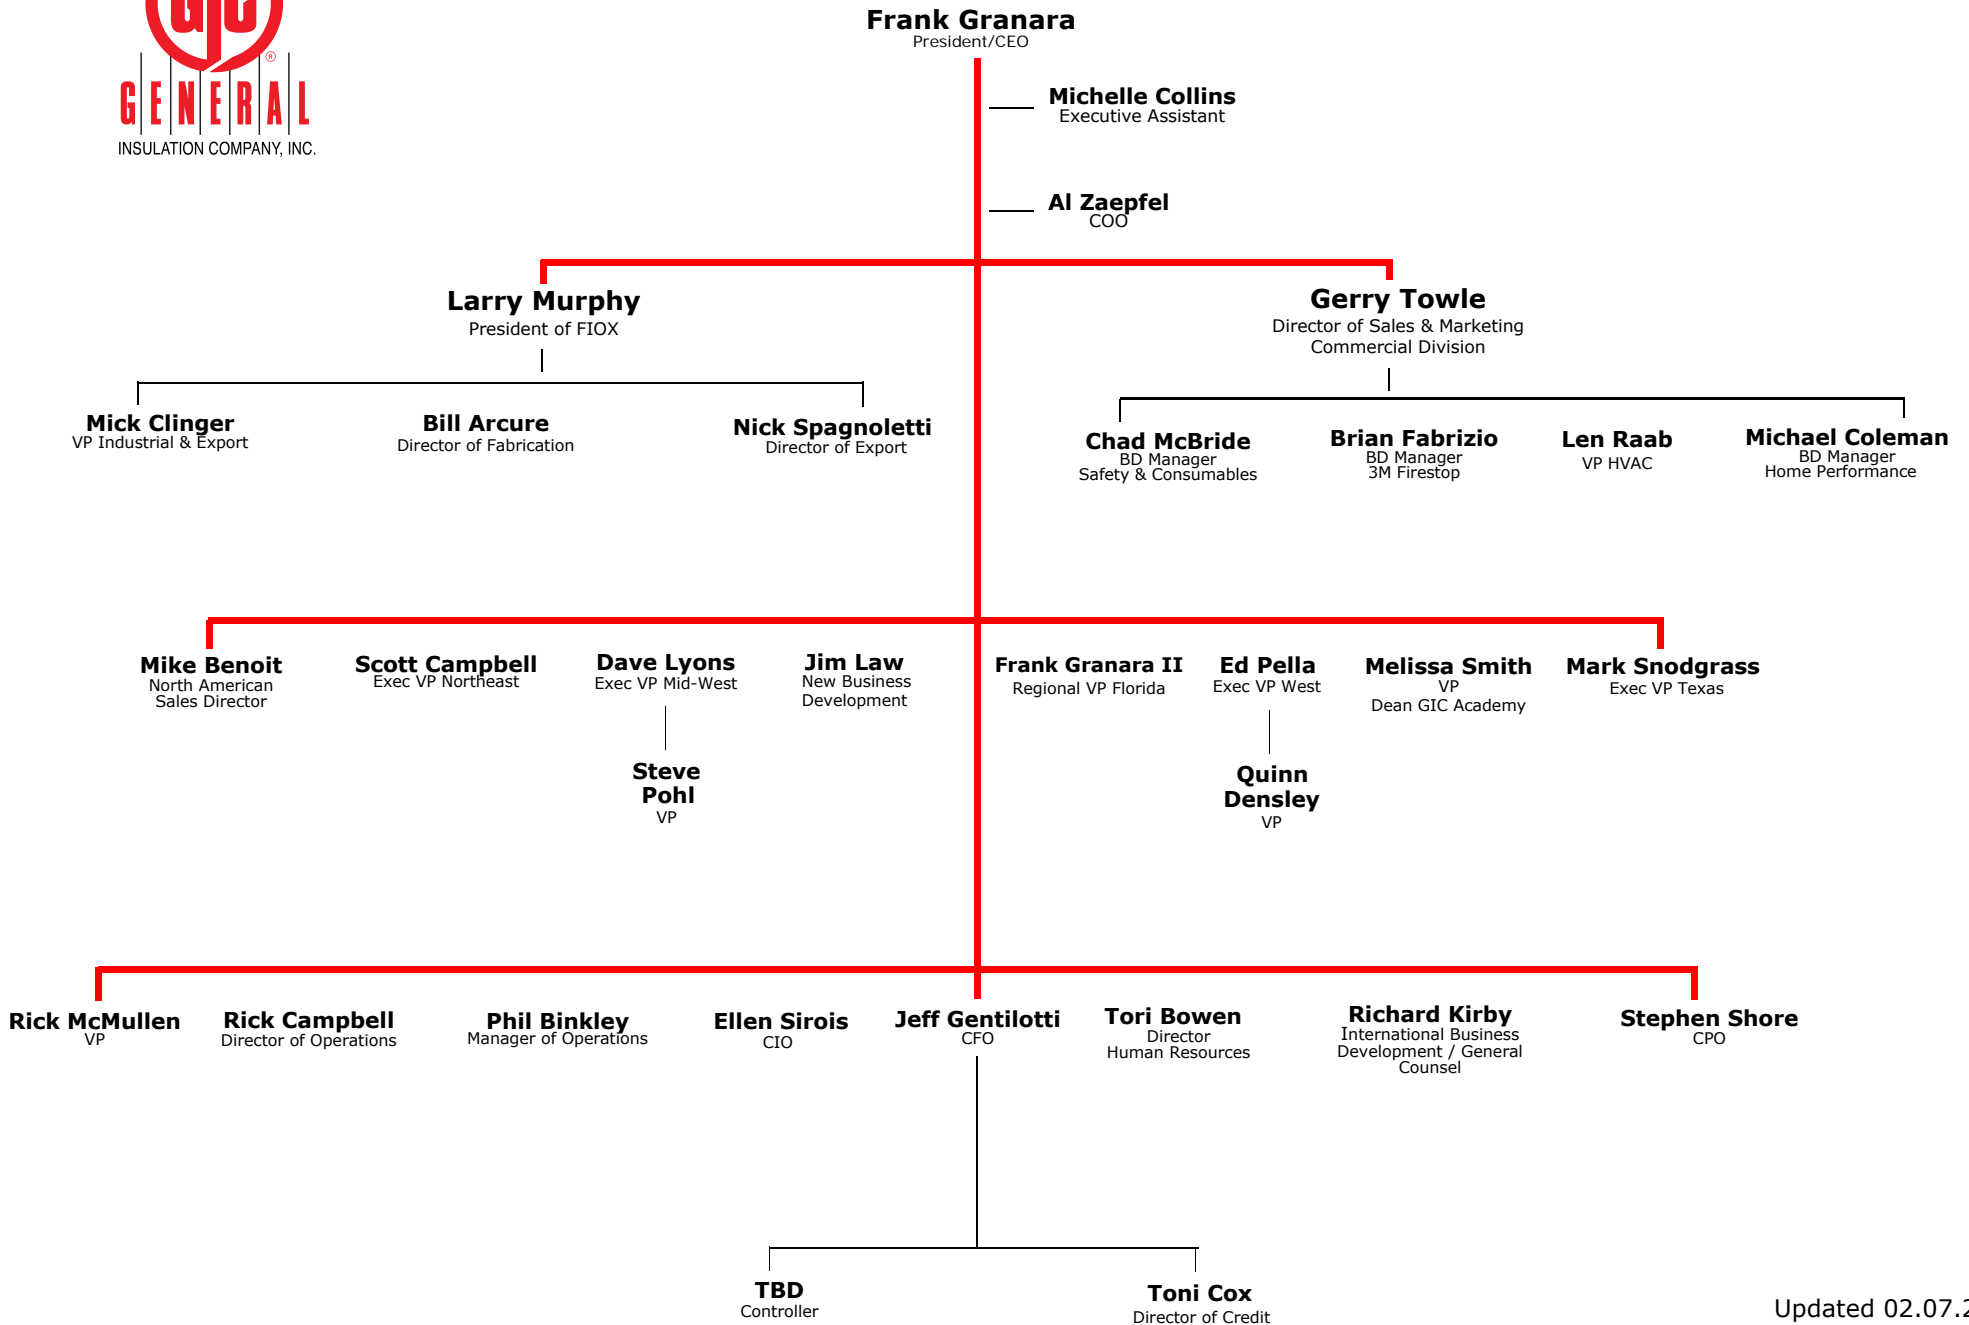 GIC
®
GENERAL
INSULATION COMPANY, INC.
Frank Granara
President/CEO
Michelle Collins
Executive Assistant
Al Zaepfel
COO
Larry Murphy
President of FIOX
Gerry Towle
Director of Sales & Marketing
Commercial Division
Mick Clinger
VP Industrial & Export
Bill Arcure
Director of Fabrication
Nick Spagnoletti
Director of Export
Chad McBride
BD Manager
Safety & Consumables
Brian Fabrizio
BD Manager
3M Firestop
Len Raab
VP HVAC
Michael Coleman
BD Manager
Home Performance
Mike Benoit
North American
Sales Director
Scott Campbell
Exec VP Northeast
Dave Lyons
Exec VP Mid-West
Steve
Pohl
VP
Jim Law
New Business
Development
Frank Granara II
Regional VP Florida
Ed Pella
Exec VP West
Quinn
Densley
VP
Melissa Smith
VP
Dean GIC Academy
Mark Snodgrass
Exec VP Texas
Rick McMullen
VP
Rick Campbell
Director of Operations
Phil Binkley
Manager of Operations
Ellen Sirois
CIO
Jeff Gentilotti
CFO
Tori Bowen
Director
Human Resources
Richard Kirby
International Business
Development / General
Counsel
Stephen Shore
CPO
TBD
Controller
Toni Cox
Director of Credit
Updated 02.07.2